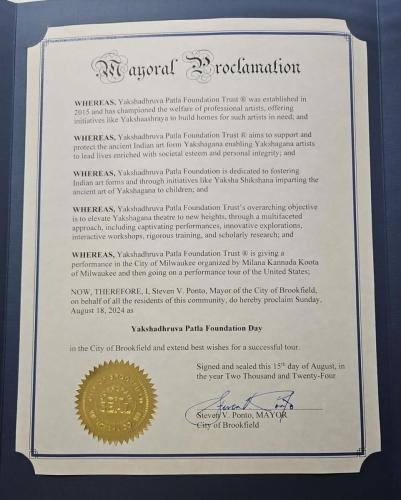 Mayoral Proclamation
WHEREAS, Yakshadhruva Patla Foundation Trust ® was established in
2015 and has championed the welfare of professional artists, offering
initiatives like Yakshaashraya to build homes for such artists in need; and
WHEREAS, Yakshadhruva Patla Foundation Trust ® aims to support and
protect the ancient Indian art form Yakshagana enabling Yakshagana artists
to lead lives enriched with societal esteem and personal integrity; and
WHEREAS, Yakshadhruva Patla Foundation is dedicated to fostering
Indian art forms and through initiatives like Yaksha Shikshana imparting the
ancient art of Yakshagana to children; and
WHEREAS, Yakshadhruva Patla Foundation Trust's overarching objective
is to elevate Yakshagana theatre to new heights, through a multifaceted
approach, including captivating performances, innovative explorations,
interactive workshops, rigorous training, and scholarly research; and
WHEREAS, Yakshadhruva Patla Foundation Trust ® is giving a
performance in the City of Milwaukee organized by Milana Kannada Koota
of Milwaukee and then going on a performance tour of the United States;
NOW, THEREFORE, I, Steven V. Ponto, Mayor of the City of Brookfield,
on behalf of all the residents of this community, do hereby proclaim Sunday,
August 18, 2024 as
Yakshadhruva Patla Foundation Day
in the City of Brookfield and extend best wishes for a successful tour.
Signed and sealed this 15th day of August, in
the year Two Thousand and Twenty-Four
Steven V. Ponto
Steven V. Ponto, MAYOR
City of Brookfield